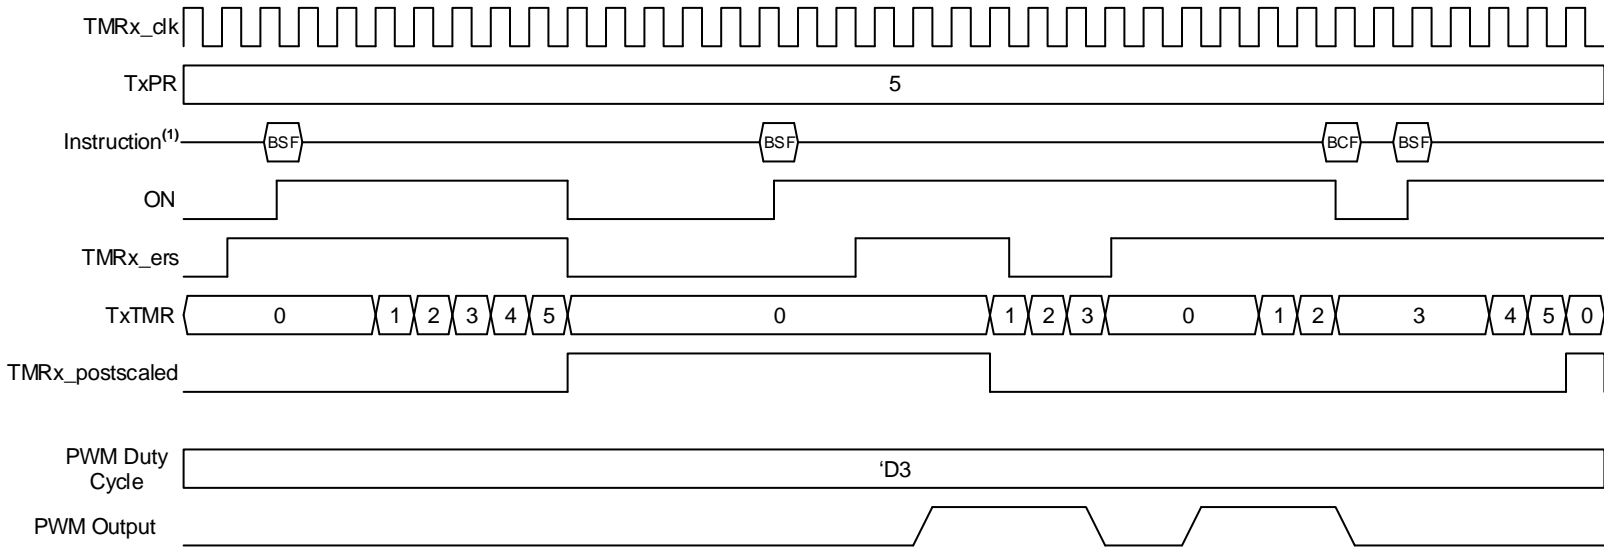 TMRx_clk
TxPR 5
Instruction(1) BSF BSF BCF BSF
ON
TMRx_ers
TxTMR 0 1 2 3 4 5 0 1 2 3 0 1 2 3 4 5 0
TMRx_postscaled
PWM Duty
Cycle
‘D3
PWM Output